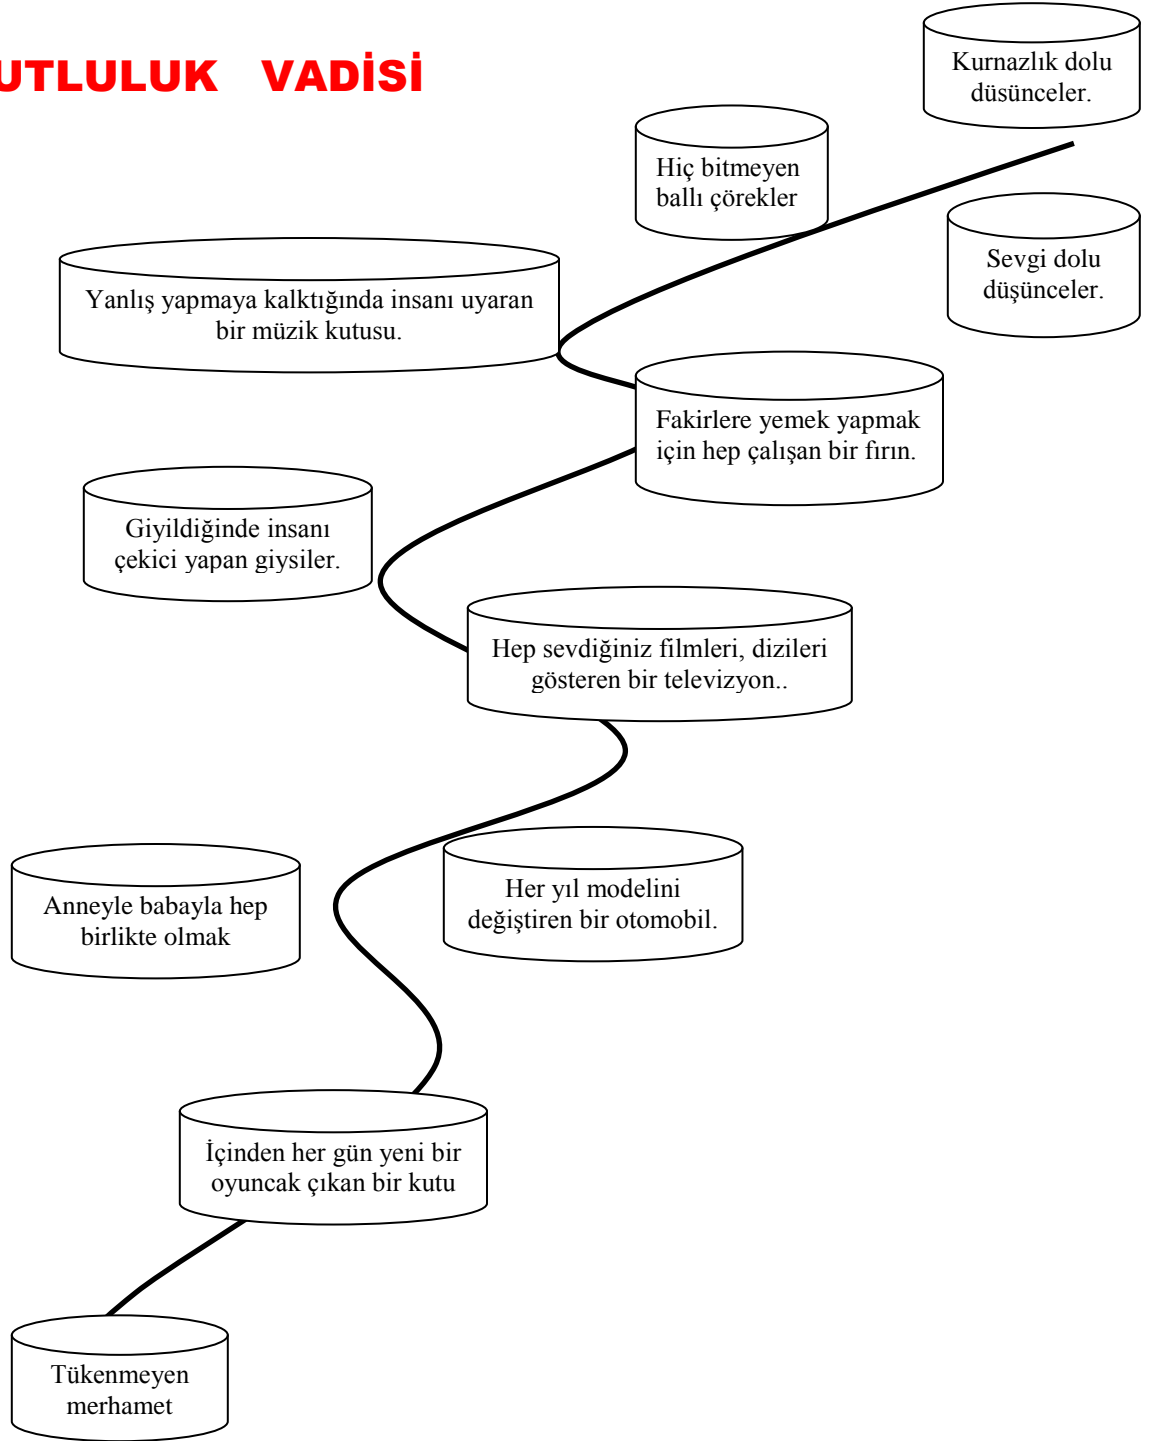 UTLULUK VADİSİ
Kurnazlık dolu
düsünceler.
Hiç bitmeyen
ballı çörekler
Sevgi dolu
düşünceler.
Yanlış yapmaya kalktığında insanı uyaran
bir müzik kutusu.
Fakirlere yemek yapmak
için hep çalışan bir fırın.
Giyildiğinde insanı
çekici yapan giysiler.
Hep sevdiğiniz filmleri, dizileri
gösteren bir televizyon..
Her yıl modelini
değiştiren bir otomobil.
Anneyle babayla hep
birlikte olmak
İçinden her gün yeni bir
oyuncak çıkan bir kutu
Tükenmeyen
merhamet